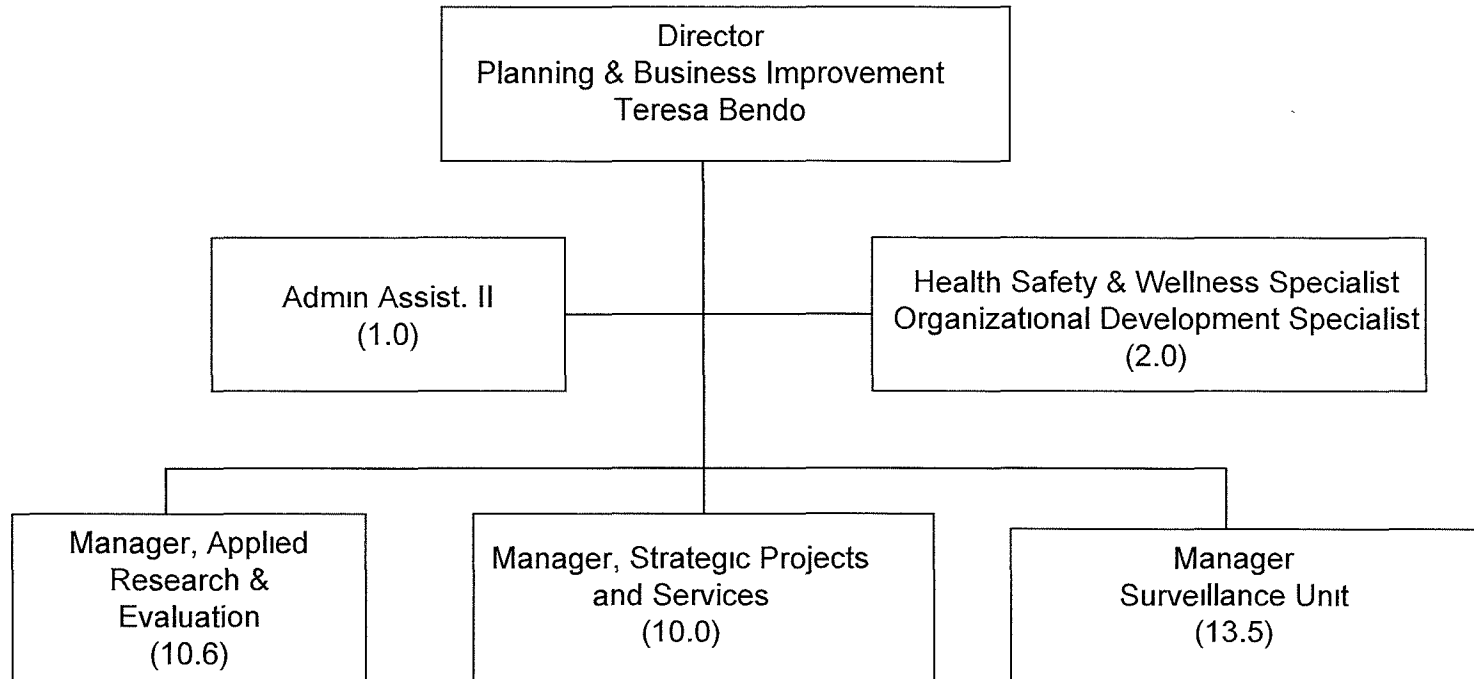 Director
Planning & Business Improvement
Teresa Bendo
Admin Assist. II
(1.0)
Health Safety & Wellness Specialist
Organizational Development Specialist
(2.0)
Manager, Applied
Research &
Evaluation
(10.6)
Manager, Strategic Projects
and Services
(10.0)
Manager
Surveillance Unit
(13.5)